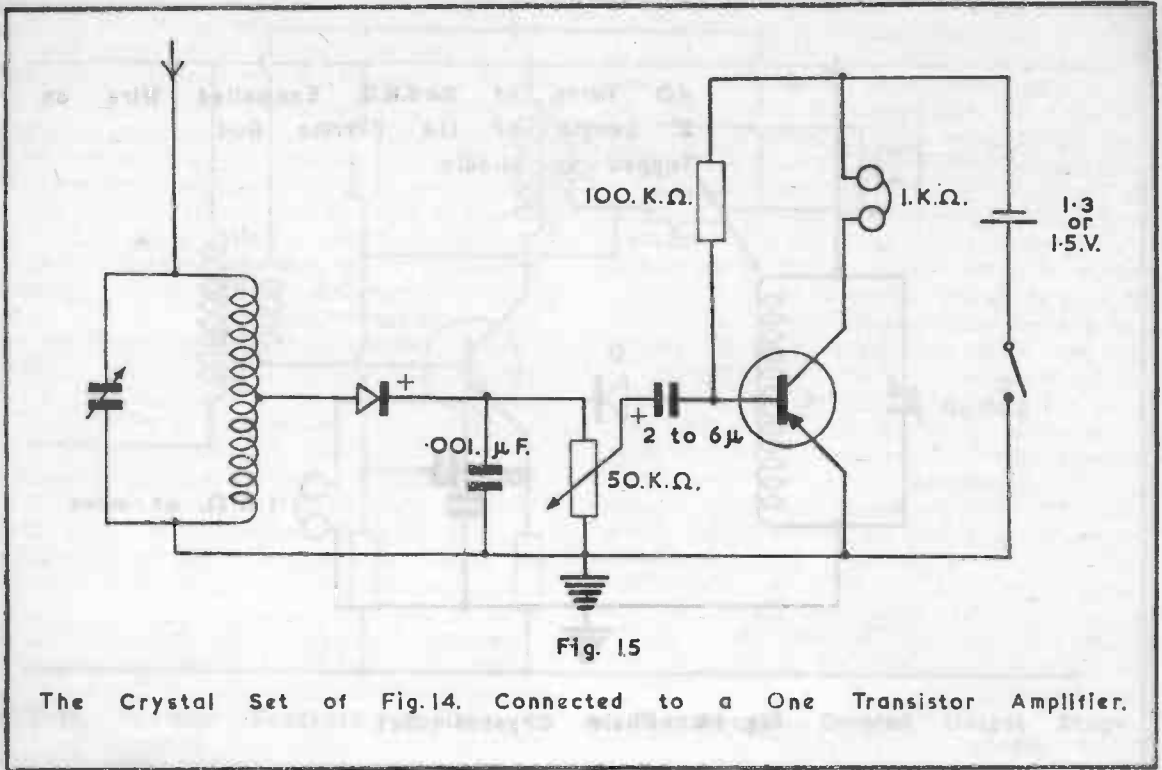 100. K.Ω.
1. K.Ω.
1·3
or
1·5.V.
+
·001. μF.
+
2 to 6μ
50.K.Ω.
Fig. 15
The Crystal Set of Fig. 14. Connected to a One Transistor Amplifier.